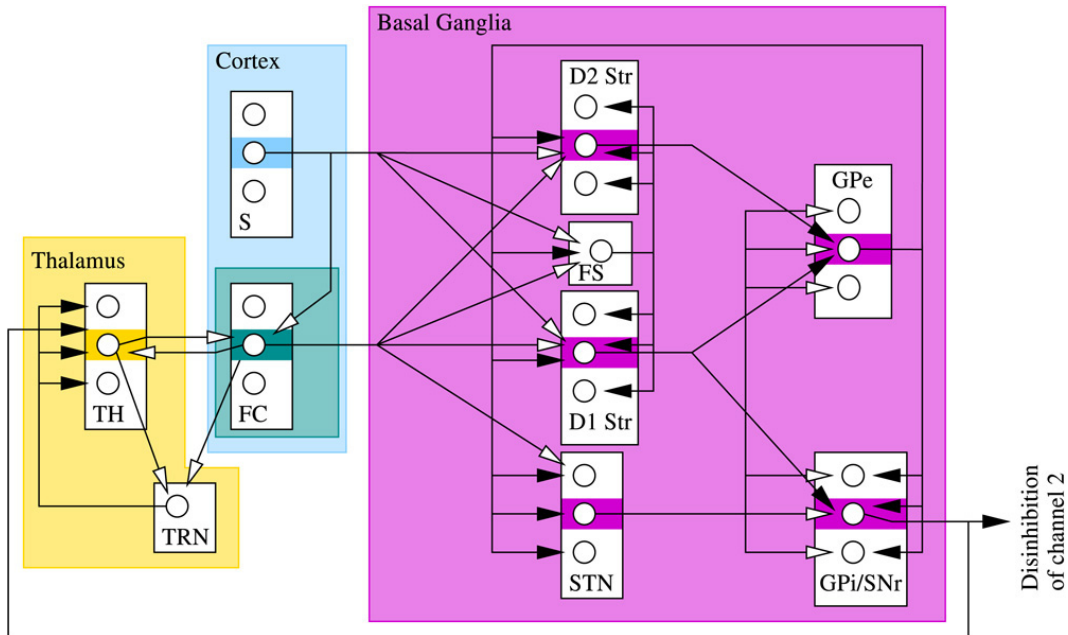 Basal Ganglia
Cortex
D2 Str
GPe
S
FS
Thalamus
TH
FC
D1 Str
TRN
STN
GPi/SNr
Disinhibition
of channel 2